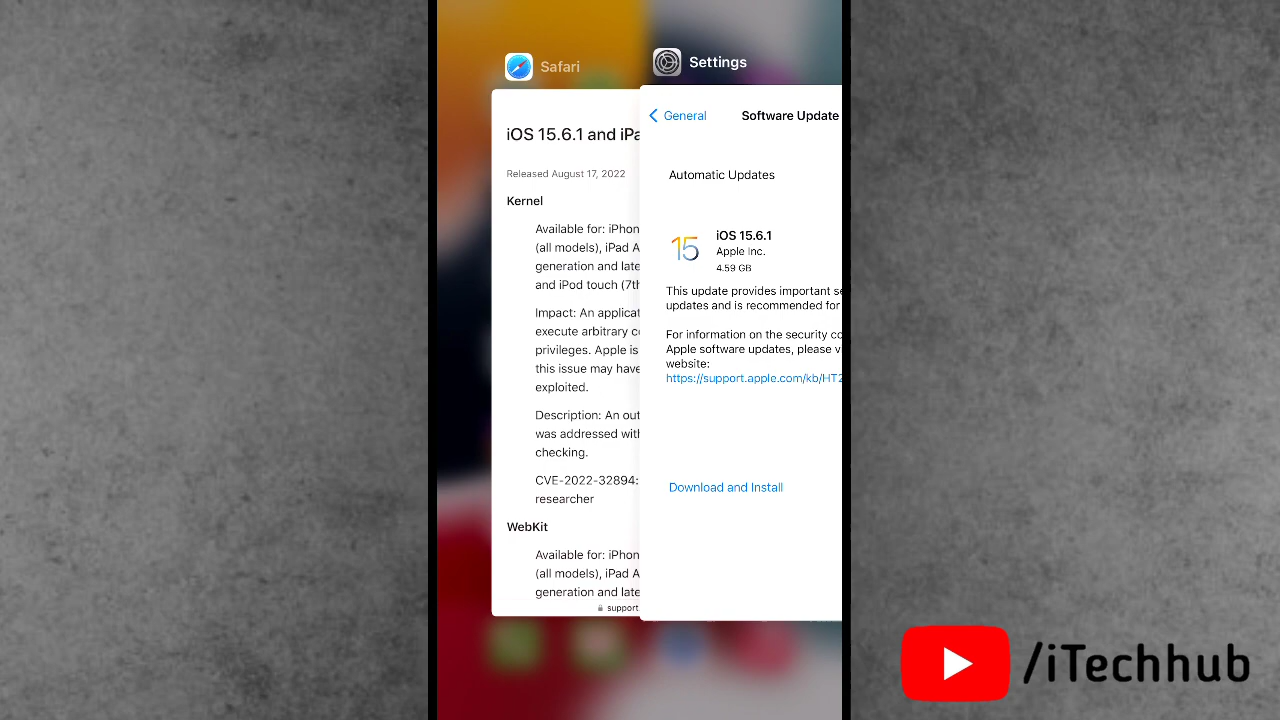 Safari
iOS 15.6.1 and iPa
Released August 17, 2022
Kernel
Available for: iPhon
(all models), iPad A
generation and late
and iPod touch (7th
Impact: An applicat
execute arbitrary co
privileges. Apple is
this issue may have
exploited.
Description: An out
was addressed with
checking.
CVE-2022-32894:
researcher
WebKit
Available for: iPhon
(all models), iPad A
generation and late
support
Settings
General
Software Update
Automatic Updates
15
iOS 15.6.1
Apple Inc.
4.59 GB
This update provides important se
updates and is recommended for
For information on the security co
Apple software updates, please v
website:
https://support.apple.com/kb/HT2
Download and Install
/iTechhub